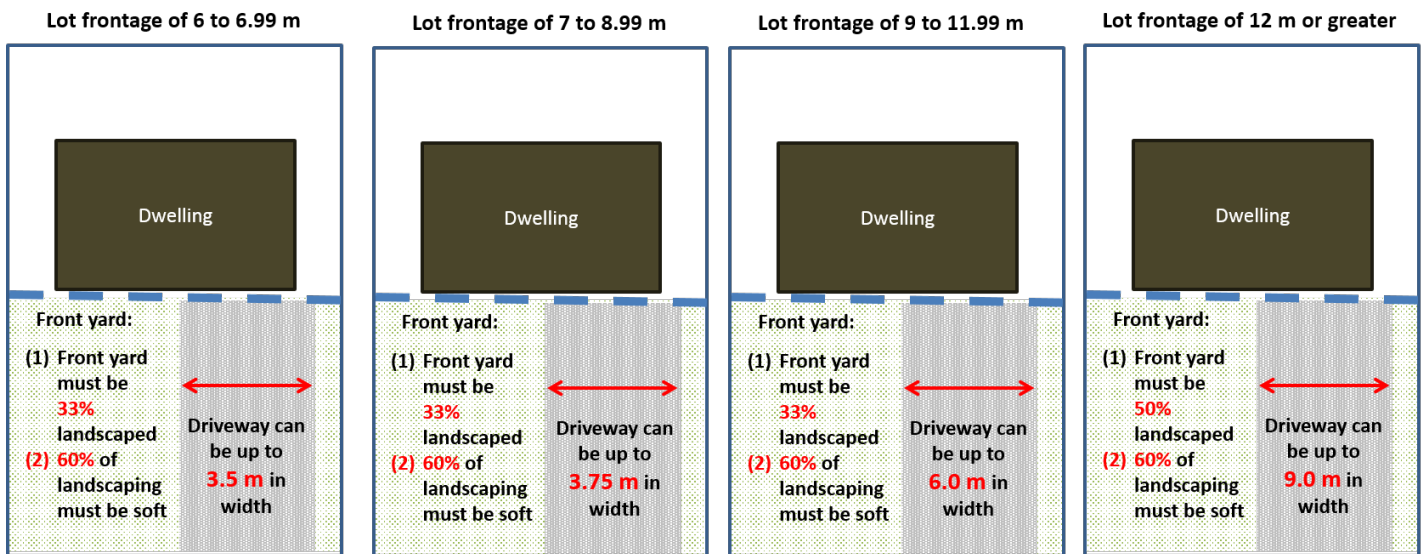 Lot frontage of 6 to 6.99 m
Dwelling
Front yard:
(1) Front yard
must be
33%
landscaped
(2) 60% of
landscaping
must be soft
Driveway can
be up to
3.5 m in
width
Lot frontage of 7 to 8.99 m
Dwelling
Front yard:
(1) Front yard
must be
33%
landscaped
(2) 60% of
landscaping
must be soft
Driveway can
be up to
3.75 m in
width
Lot frontage of 9 to 11.99 m
Dwelling
Front yard:
(1) Front yard
must be
33%
landscaped
(2) 60% of
landscaping
must be soft
Driveway can
be up to
6.0 m in
width
Lot frontage of 12 m or greater
Dwelling
Front yard:
(1) Front yard
must be
50%
landscaped
(2) 60% of
landscaping
must be soft
Driveway can
be up to
9.0 m in
width